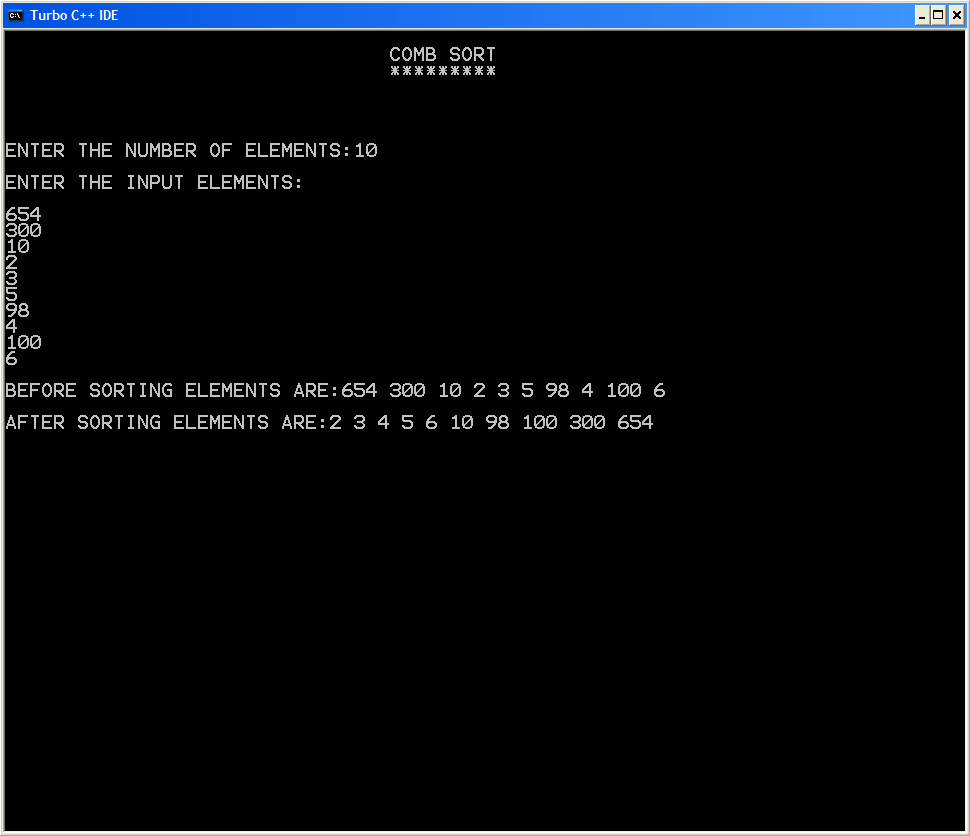 Turbo C++ IDE
COMB SORT
*********
ENTER THE NUMBER OF ELEMENTS:10
ENTER THE INPUT ELEMENTS:
654
300
10
2
3
5
98
4
100
6
BEFORE SORTING ELEMENTS ARE:654 300 10 2 3 5 98 4 100 6
AFTER SORTING ELEMENTS ARE:2 3 4 5 6 10 98 100 300 654